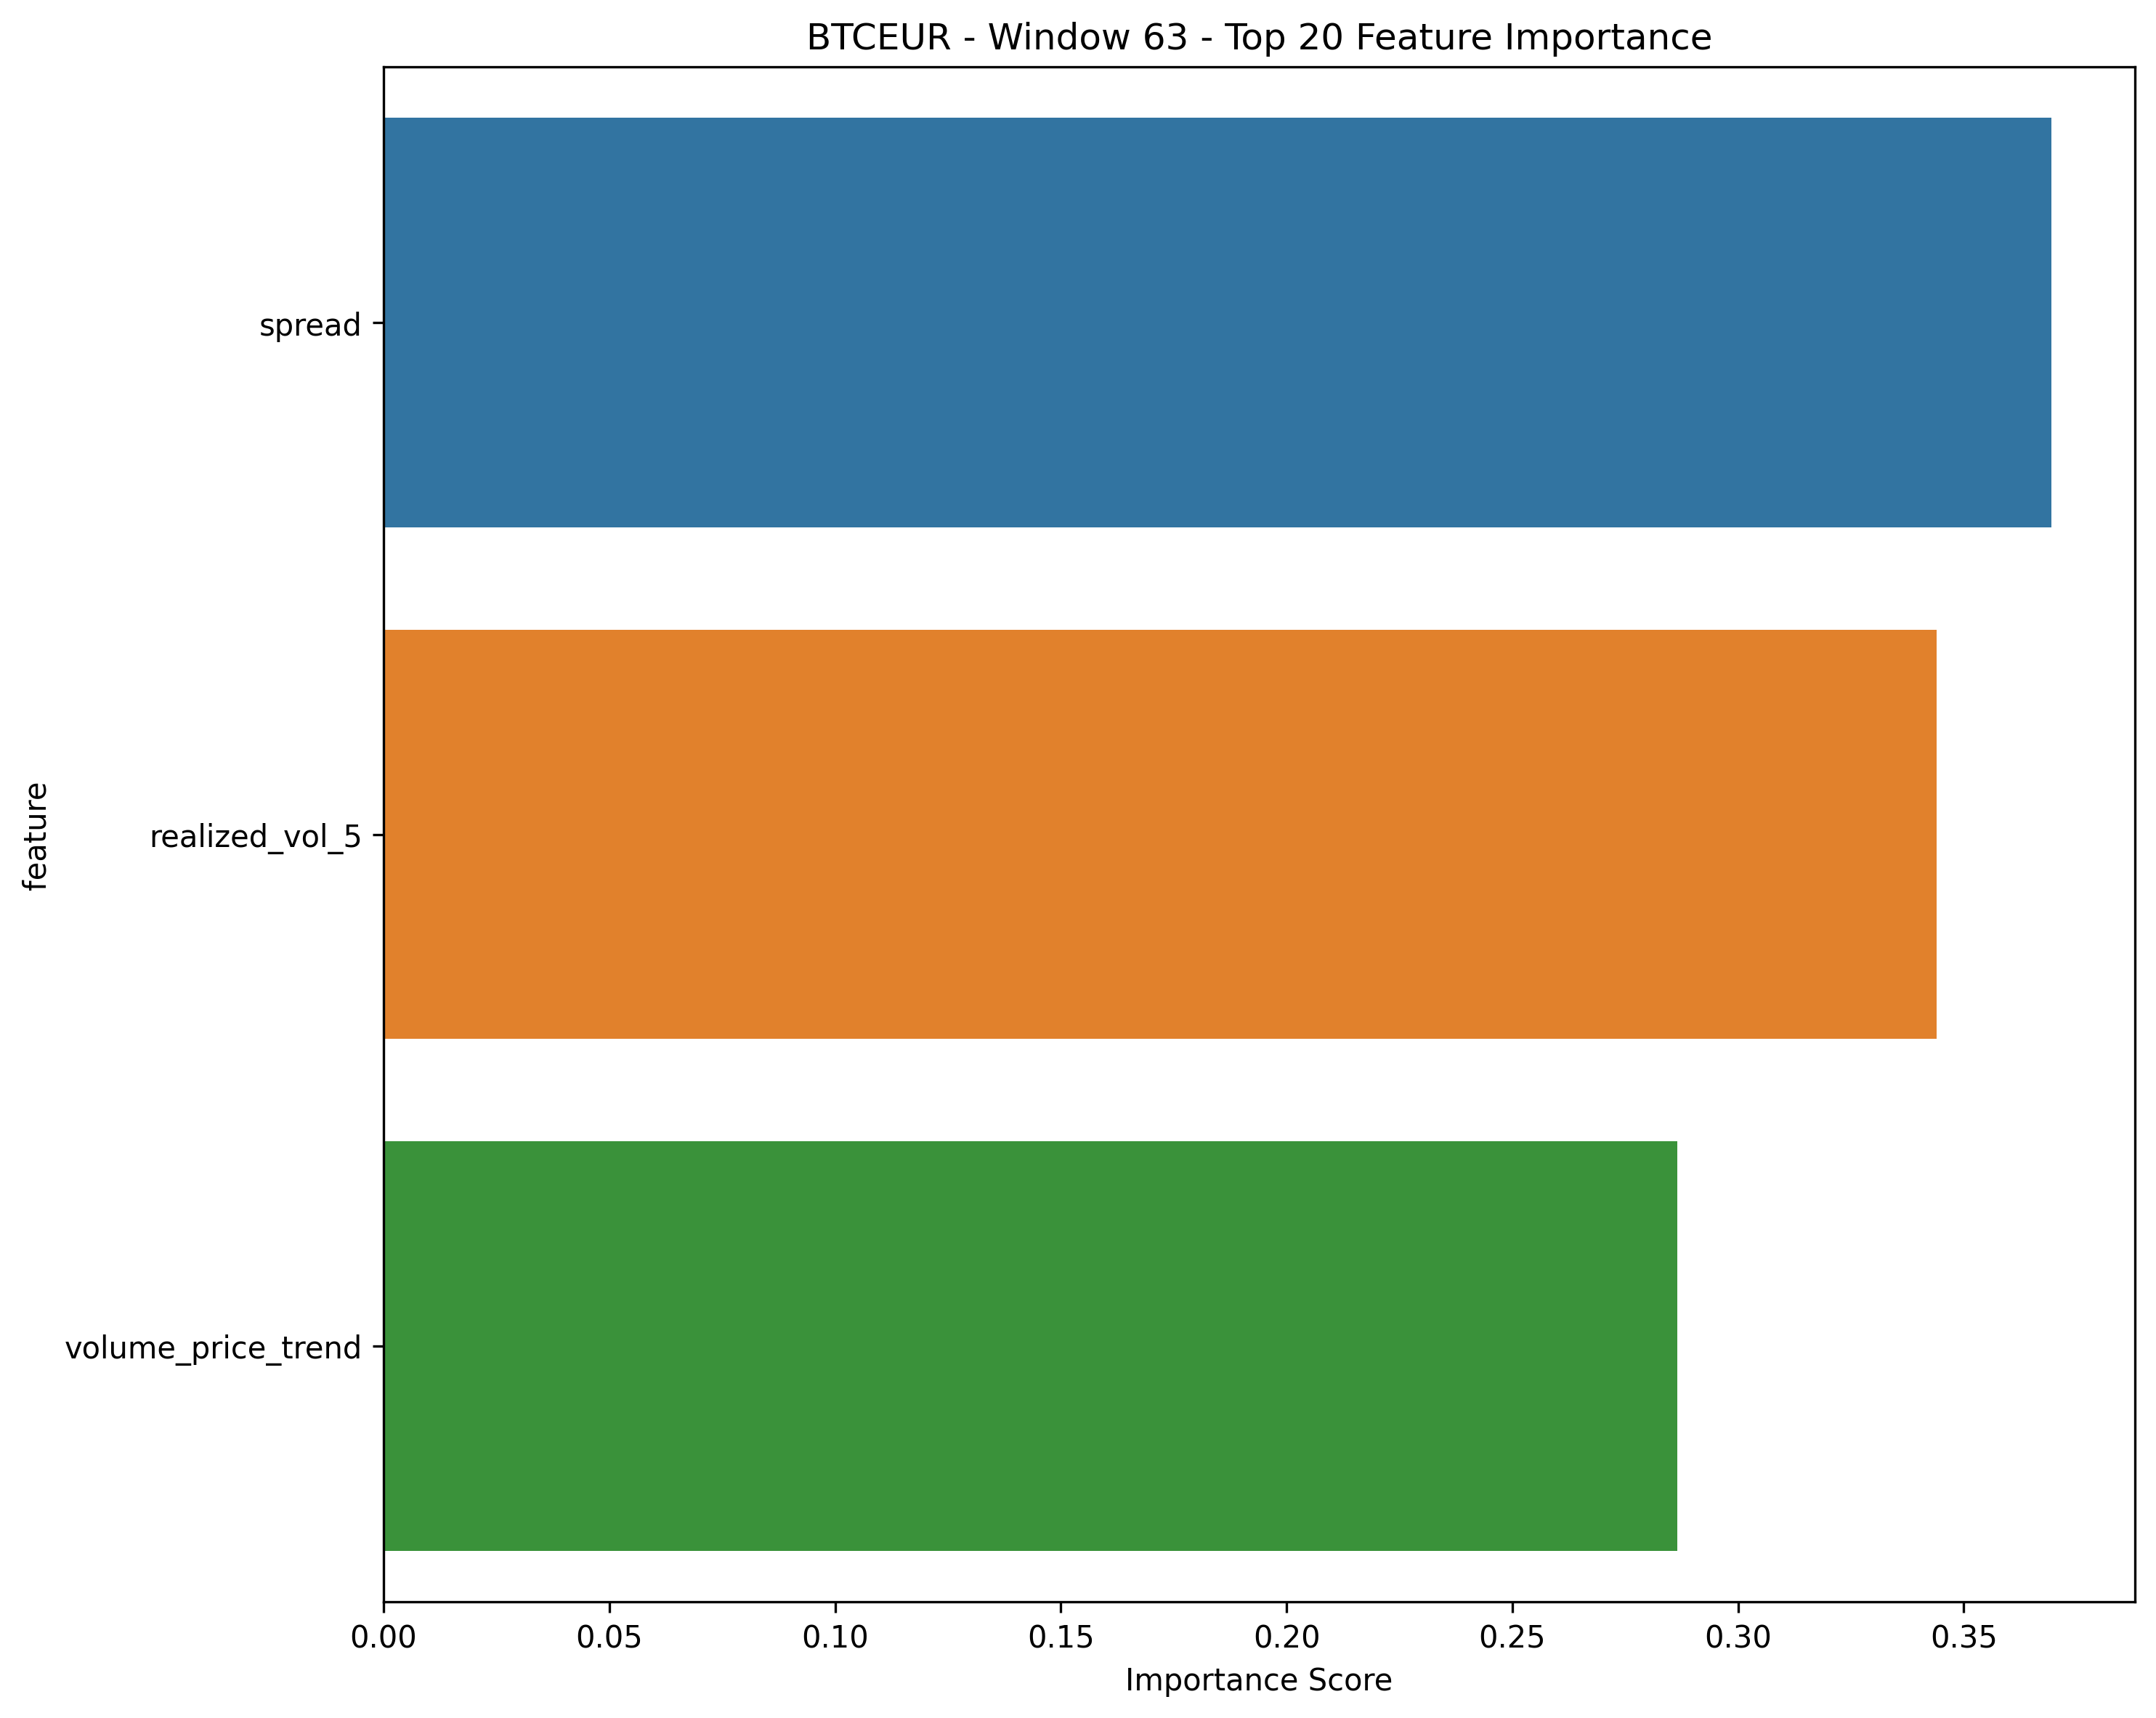 BTCEUR - Window 63 - Top 20 Feature Importance
feature
spread
realized_vol_5
volume_price_trend
0.00 0.05 0.10 0.15 0.20 0.25 0.30 0.35
Importance Score